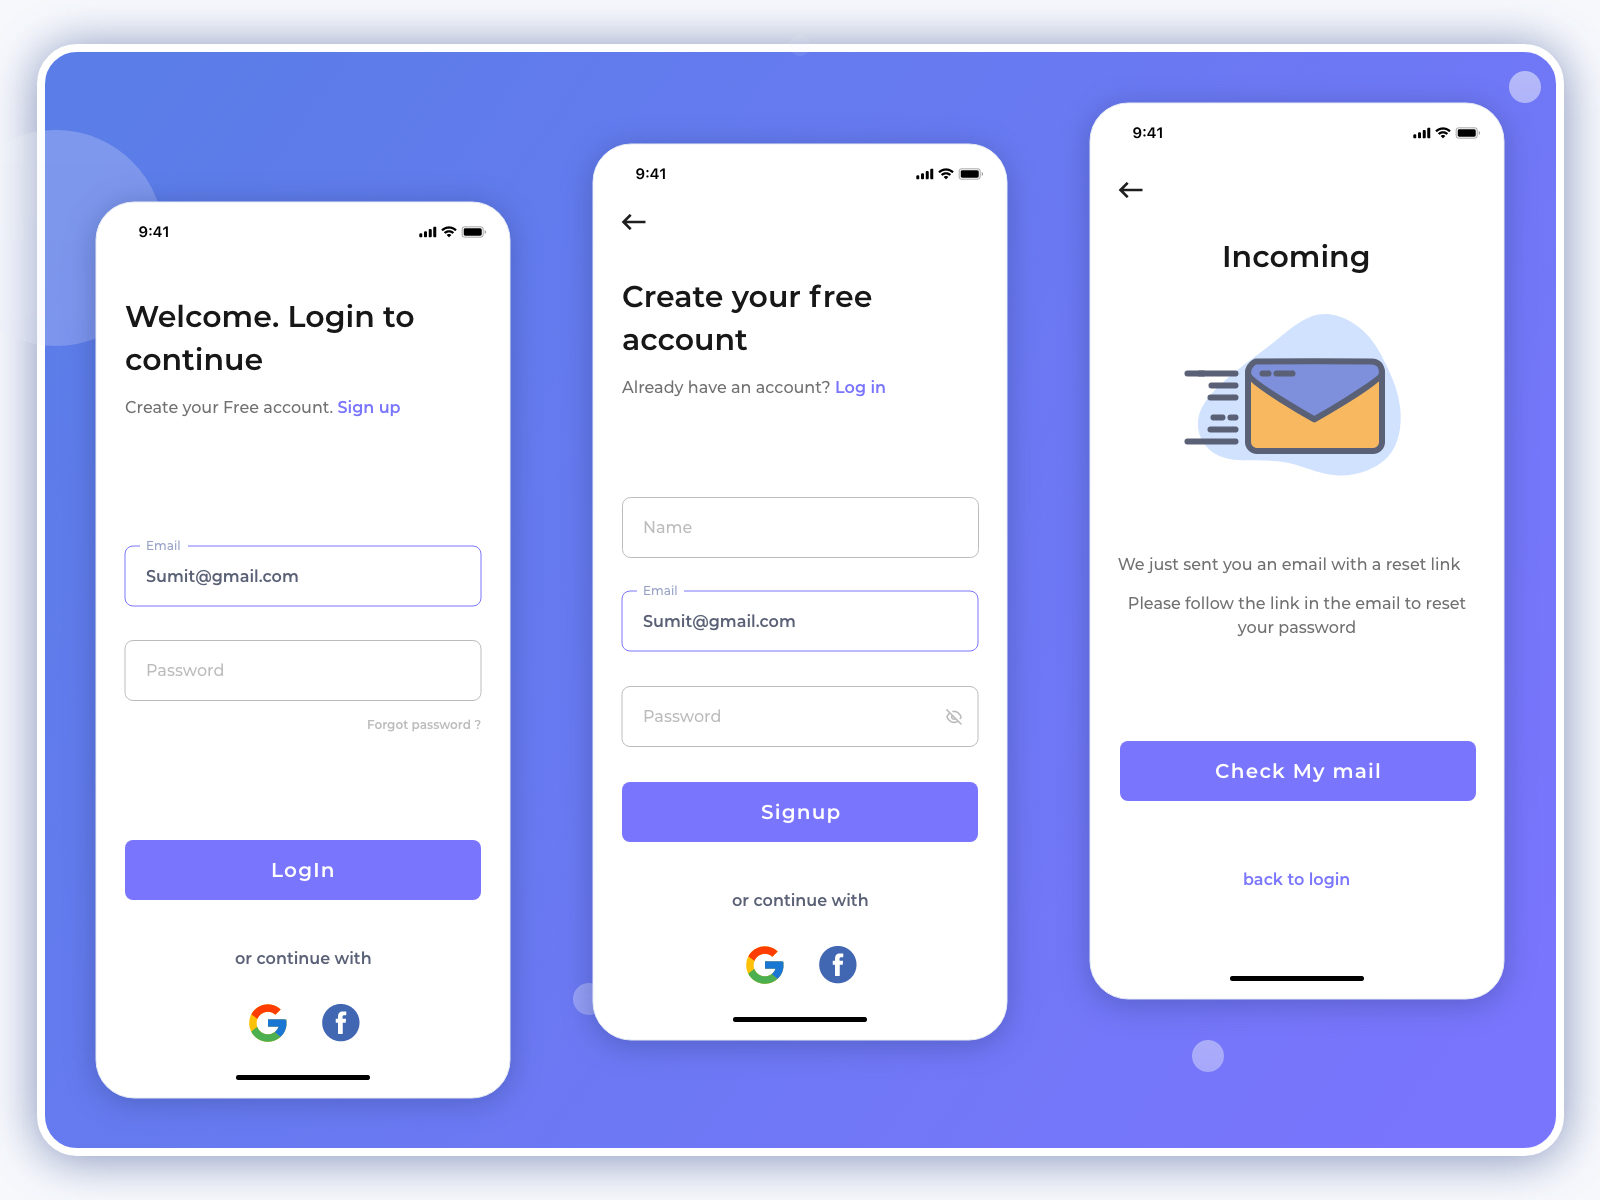 9:41
Welcome. Login to
continue
Create your Free account. Sign up
Email
Sumit@gmail.com
Password
Forgot password ?
LogIn
or continue with
9:41
Create your free
account
Already have an account? Log in
Name
Email
Sumit@gmail.com
Password
Signup
or continue with
9:41
Incoming
We just sent you an email with a reset link
Please follow the link in the email to reset
your password
Check My mail
back to login